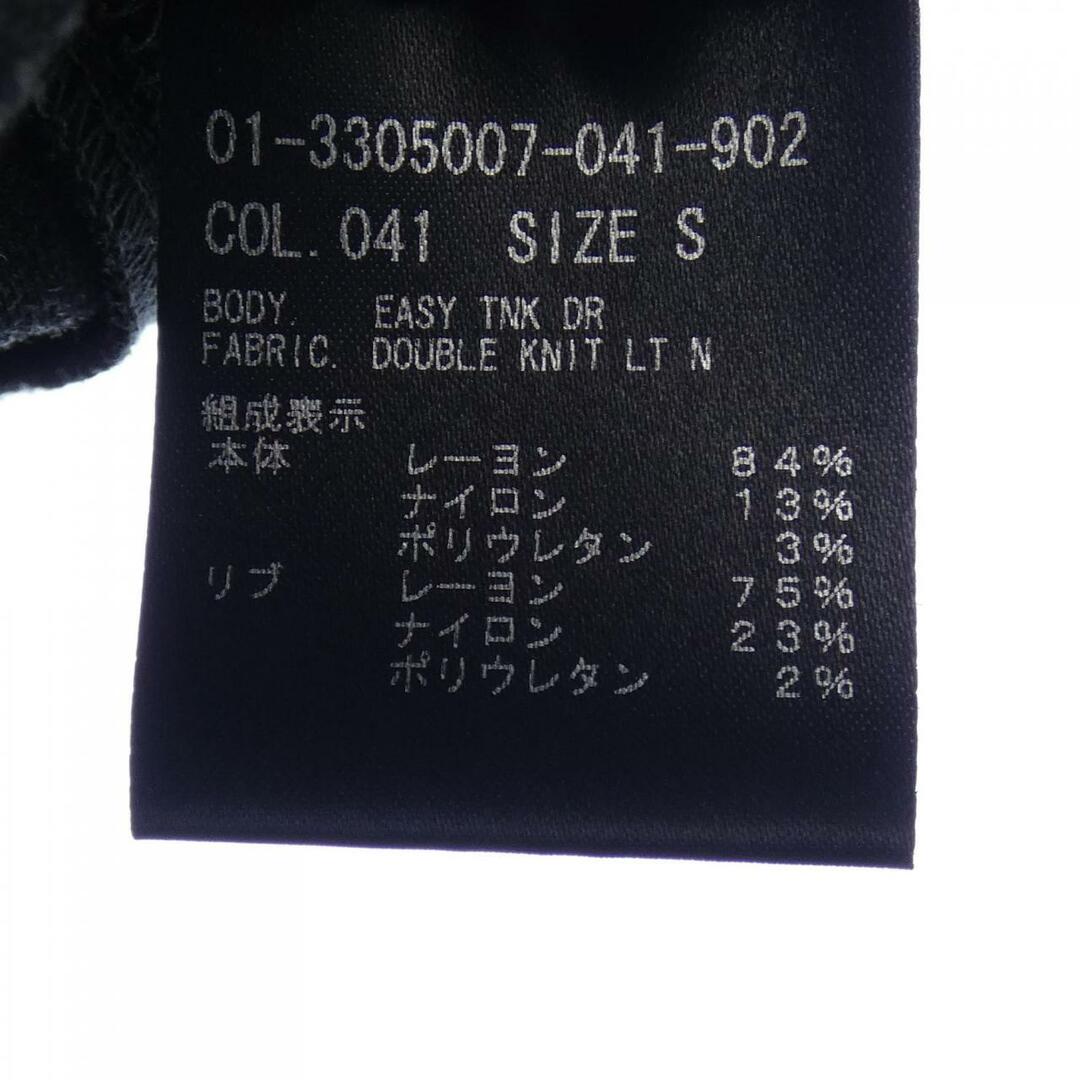 01-3305007-041-902
COL. 041 SIZE S
BODY. EASY TNK DR
FABRIC. DOUBLE KNIT LT N
組成表示
本体 レーヨン 84%
ナイロン 13%
ポリウレタン 3%
リブ レーヨン 75%
ナイロン 23%
ポリウレタン 2%